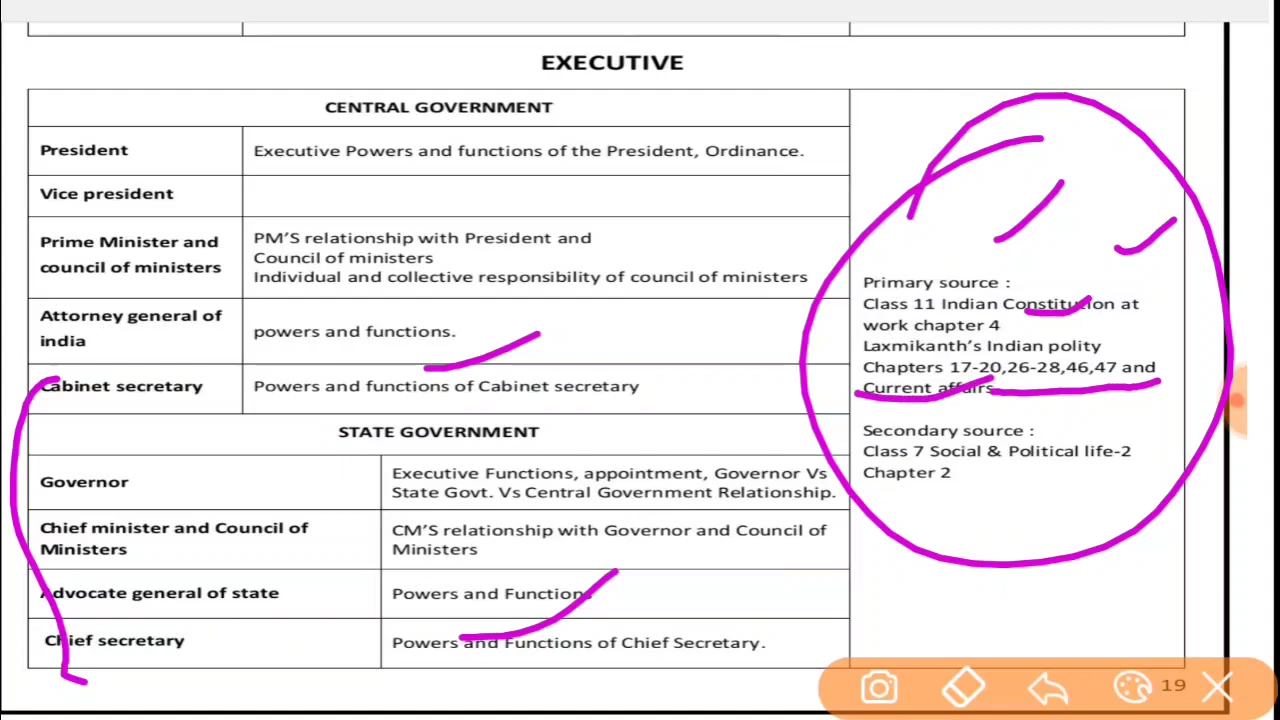 EXECUTIVE
CENTRAL GOVERNMENT
President
Executive Powers and functions of the President, Ordinance.
Vice president
Prime Minister and
council of ministers
PM'S relationship with President and
Council of ministers
Individual and collective responsibility of council of ministers
Attorney general of
india
powers and functions.
Cabinet secretary
Powers and functions of Cabinet secretary
STATE GOVERNMENT
Governor
Executive Functions, appointment, Governor Vs
State Govt. Vs Central Government Relationship.
Chief minister and Council of
Ministers
CM'S relationship with Governor and Council of
Ministers
Advocate general of state
Powers and Functions
Chief secretary
Powers and Functions of Chief Secretary.
Primary source :
Class 11 Indian Constitution at
work chapter 4
Laxmikanth's Indian polity
Chapters 17-20,26-28,46,47 and
Current affairs.
Secondary source :
Class 7 Social & Political life-2
Chapter 2
19